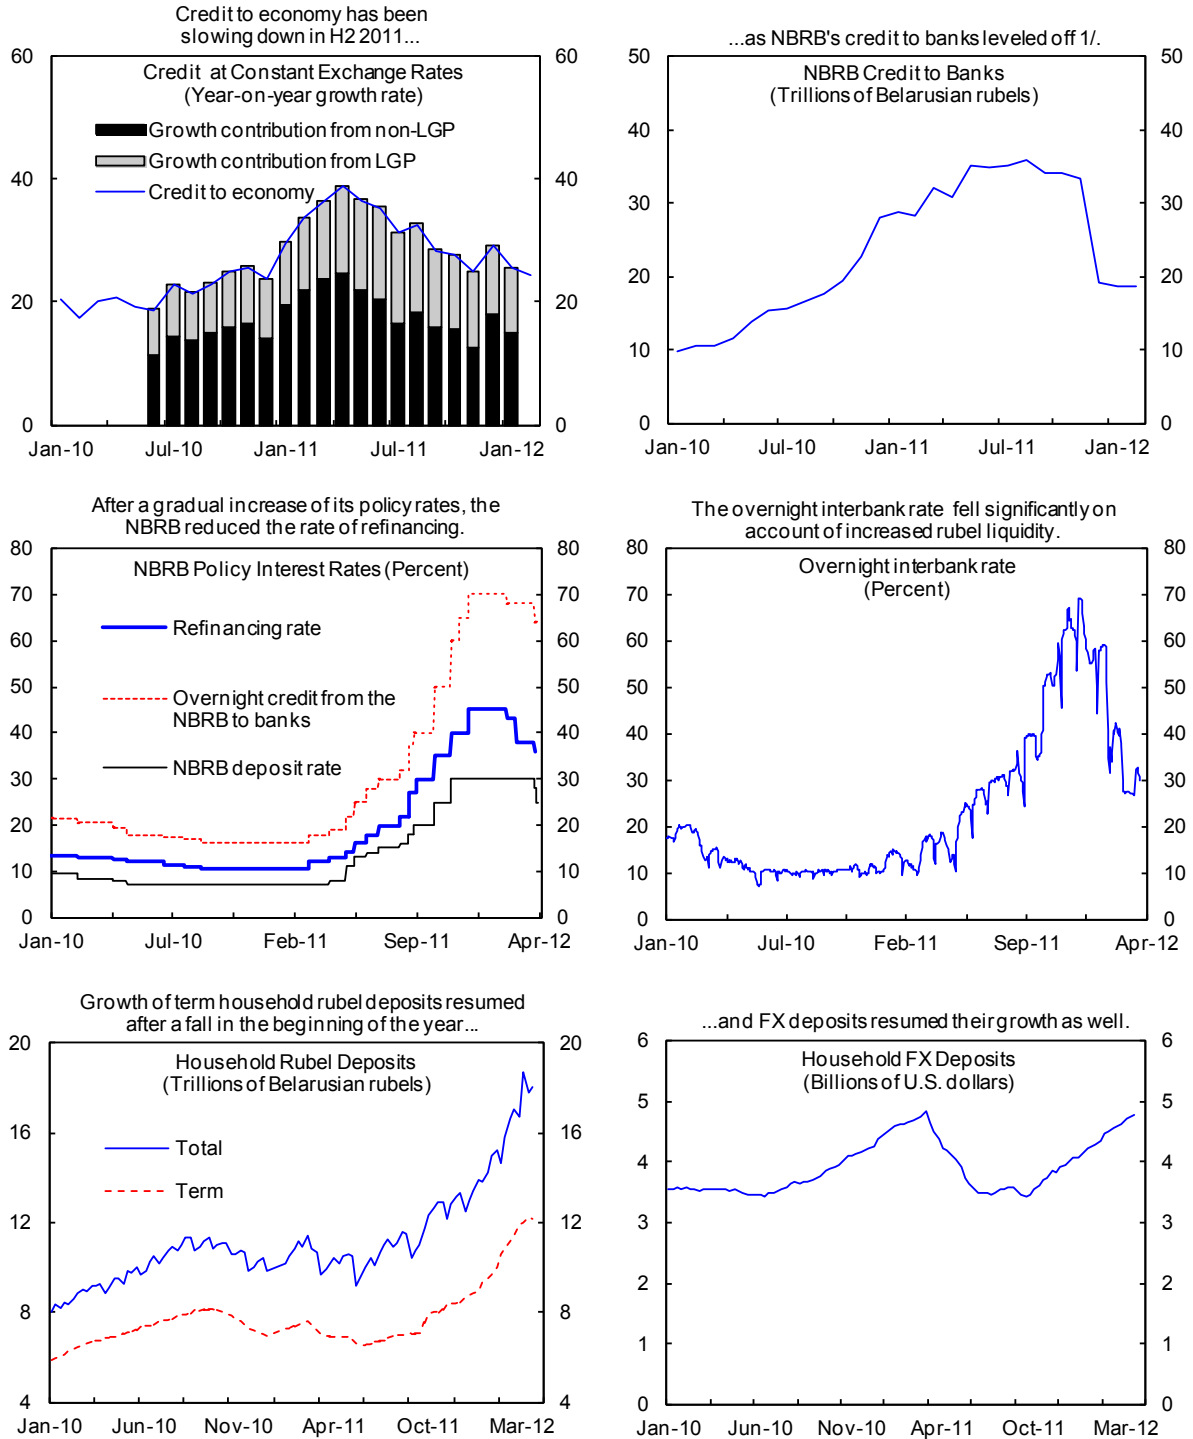 Credit to economy has been
slowing down in H2 2011...
60
40
20
0
60
40
20
0
Credit at Constant Exchange Rates
(Year-on-year growth rate)
Growth contribution from non-LGP
Growth contribution from LGP
Credit to economy
Jan-10 Jul-10 Jan-11 Jul-11 Jan-12
...as NBRB's credit to banks leveled off 1/.
50
40
30
20
10
0
50
40
30
20
10
0
NBRB Credit to Banks
(Trillions of Belarusian rubels)
Jan-10 Jul-10 Jan-11 Jul-11 Jan-12
After a gradual increase of its policy rates, the
NBRB reduced the rate of refinancing.
80
70
60
50
40
30
20
10
0
80
70
60
50
40
30
20
10
0
NBRB Policy Interest Rates (Percent)
Refinancing rate
Overnight credit from the
NBRB to banks
NBRB deposit rate
Jan-10 Jul-10 Feb-11 Sep-11 Apr-12
The overnight interbank rate fell significantly on
account of increased rubel liquidity.
80
70
60
50
40
30
20
10
0
80
70
60
50
40
30
20
10
0
Overnight interbank rate
(Percent)
Jan-10 Jul-10 Feb-11 Sep-11 Apr-12
Growth of term household rubel deposits resumed
after a fall in the beginning of the year...
20
16
12
8
4
20
16
12
8
4
Household Rubel Deposits
(Trillions of Belarusian rubels)
Total
Term
Jan-10 Jun-10 Nov-10 Apr-11 Oct-11 Mar-12
...and FX deposits resumed their growth as well.
6
5
4
3
2
1
0
6
5
4
3
2
1
0
Household FX Deposits
(Billions of U.S. dollars)
Jan-10 Jun-10 Nov-10 Apr-11 Oct-11 Mar-12